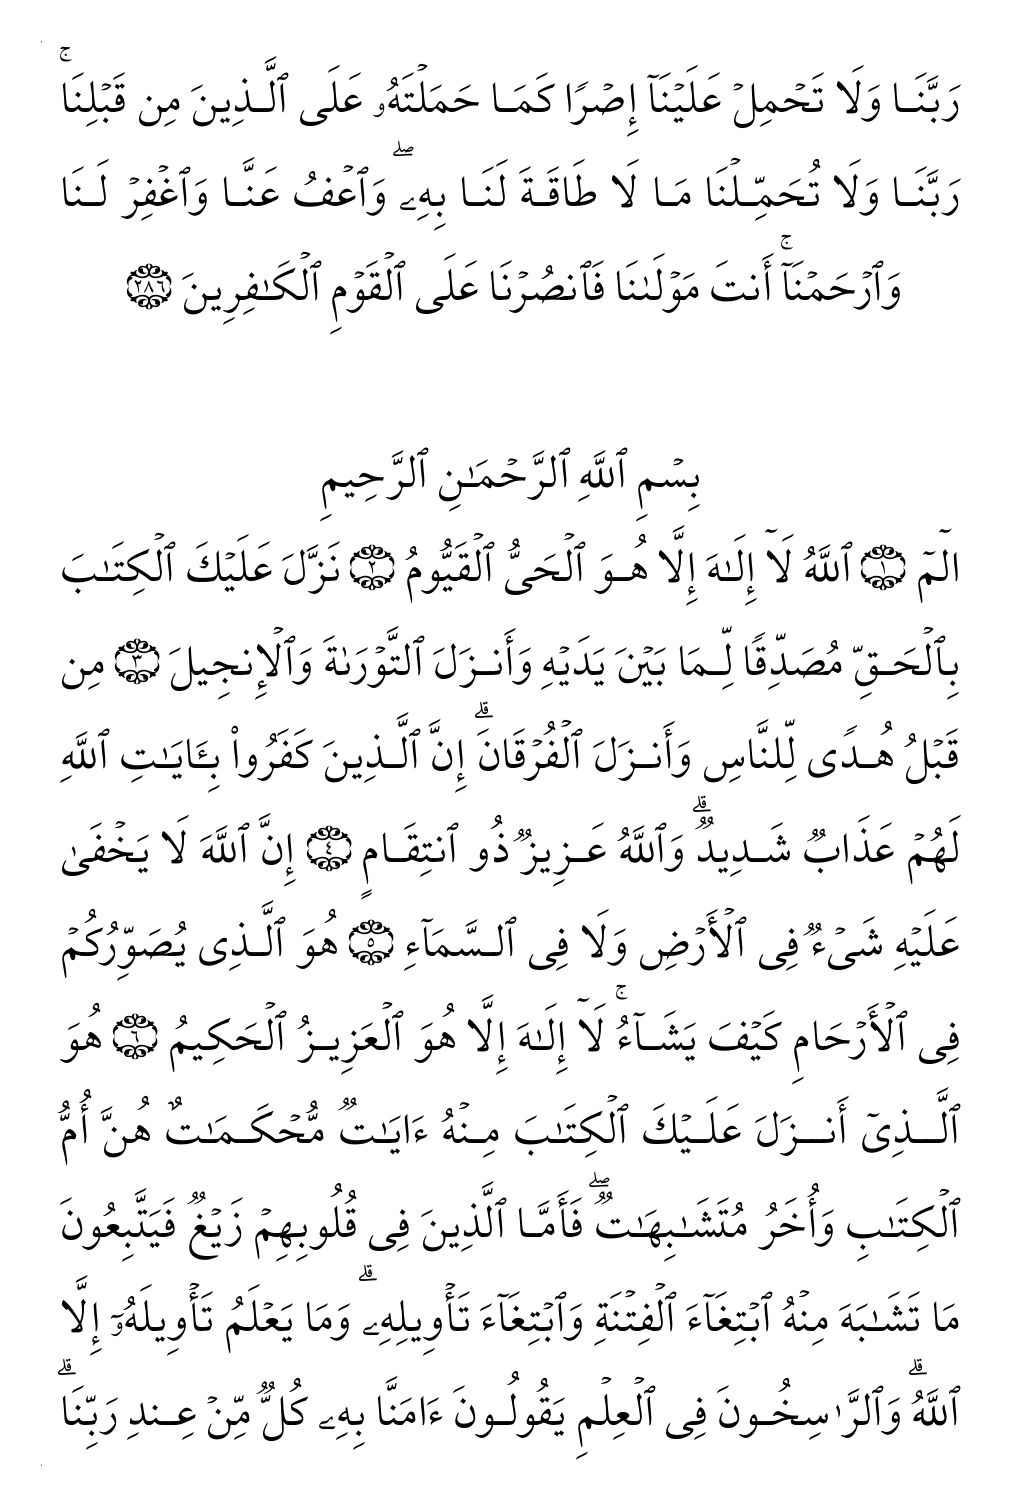 رَبَّنَا وَلَا تَحۡمِلۡ عَلَيۡنَآ إِصۡرٗا كَمَا حَمَلۡتَهُۥ عَلَى ٱلَّذِينَ مِن قَبۡلِنَاۚ
رَبَّنَا وَلَا تُحَمِّلۡنَا مَا لَا طَاقَةَ لَنَا بِهِۦۖ وَٱعۡفُ عَنَّا وَٱغۡفِرۡ لَنَا
وَٱرۡحَمۡنَآۚ أَنتَ مَوۡلَىٰنَا فَٱنصُرۡنَا عَلَى ٱلۡقَوۡمِ ٱلۡكَٰفِرِينَ ۝٢٨٦
بِسۡمِ ٱللَّهِ ٱلرَّحۡمَٰنِ ٱلرَّحِيمِ
الٓمٓ ۝١ ٱللَّهُ لَآ إِلَٰهَ إِلَّا هُوَ ٱلۡحَيُّ ٱلۡقَيُّومُ ۝٢ نَزَّلَ عَلَيۡكَ ٱلۡكِتَٰبَ
بِٱلۡحَقِّ مُصَدِّقٗا لِّمَا بَيۡنَ يَدَيۡهِ وَأَنزَلَ ٱلتَّوۡرَىٰةَ وَٱلۡإِنجِيلَ ۝٣ مِن
قَبۡلُ هُدٗى لِّلنَّاسِ وَأَنزَلَ ٱلۡفُرۡقَانَۗ إِنَّ ٱلَّذِينَ كَفَرُواْ بِـَٔايَٰتِ ٱللَّهِ
لَهُمۡ عَذَابٞ شَدِيدٞۗ وَٱللَّهُ عَزِيزٞ ذُو ٱنتِقَامٍ ۝٤ إِنَّ ٱللَّهَ لَا يَخۡفَىٰ
عَلَيۡهِ شَيۡءٞ فِي ٱلۡأَرۡضِ وَلَا فِي ٱلسَّمَآءِ ۝٥ هُوَ ٱلَّذِي يُصَوِّرُكُمۡ
فِي ٱلۡأَرۡحَامِ كَيۡفَ يَشَآءُۚ لَآ إِلَٰهَ إِلَّا هُوَ ٱلۡعَزِيزُ ٱلۡحَكِيمُ ۝٦ هُوَ
ٱلَّذِيٓ أَنزَلَ عَلَيۡكَ ٱلۡكِتَٰبَ مِنۡهُ ءَايَٰتٞ مُّحۡكَمَٰتٌ هُنَّ أُمُّ
ٱلۡكِتَٰبِ وَأُخَرُ مُتَشَٰبِهَٰتٞۖ فَأَمَّا ٱلَّذِينَ فِي قُلُوبِهِمۡ زَيۡغٞ فَيَتَّبِعُونَ
مَا تَشَٰبَهَ مِنۡهُ ٱبۡتِغَآءَ ٱلۡفِتۡنَةِ وَٱبۡتِغَآءَ تَأۡوِيلِهِۦۗ وَمَا يَعۡلَمُ تَأۡوِيلَهُۥٓ إِلَّا
ٱللَّهُۗ وَٱلرَّٰسِخُونَ فِي ٱلۡعِلۡمِ يَقُولُونَ ءَامَنَّا بِهِۦ كُلّٞ مِّنۡ عِندِ رَبِّنَاۗ